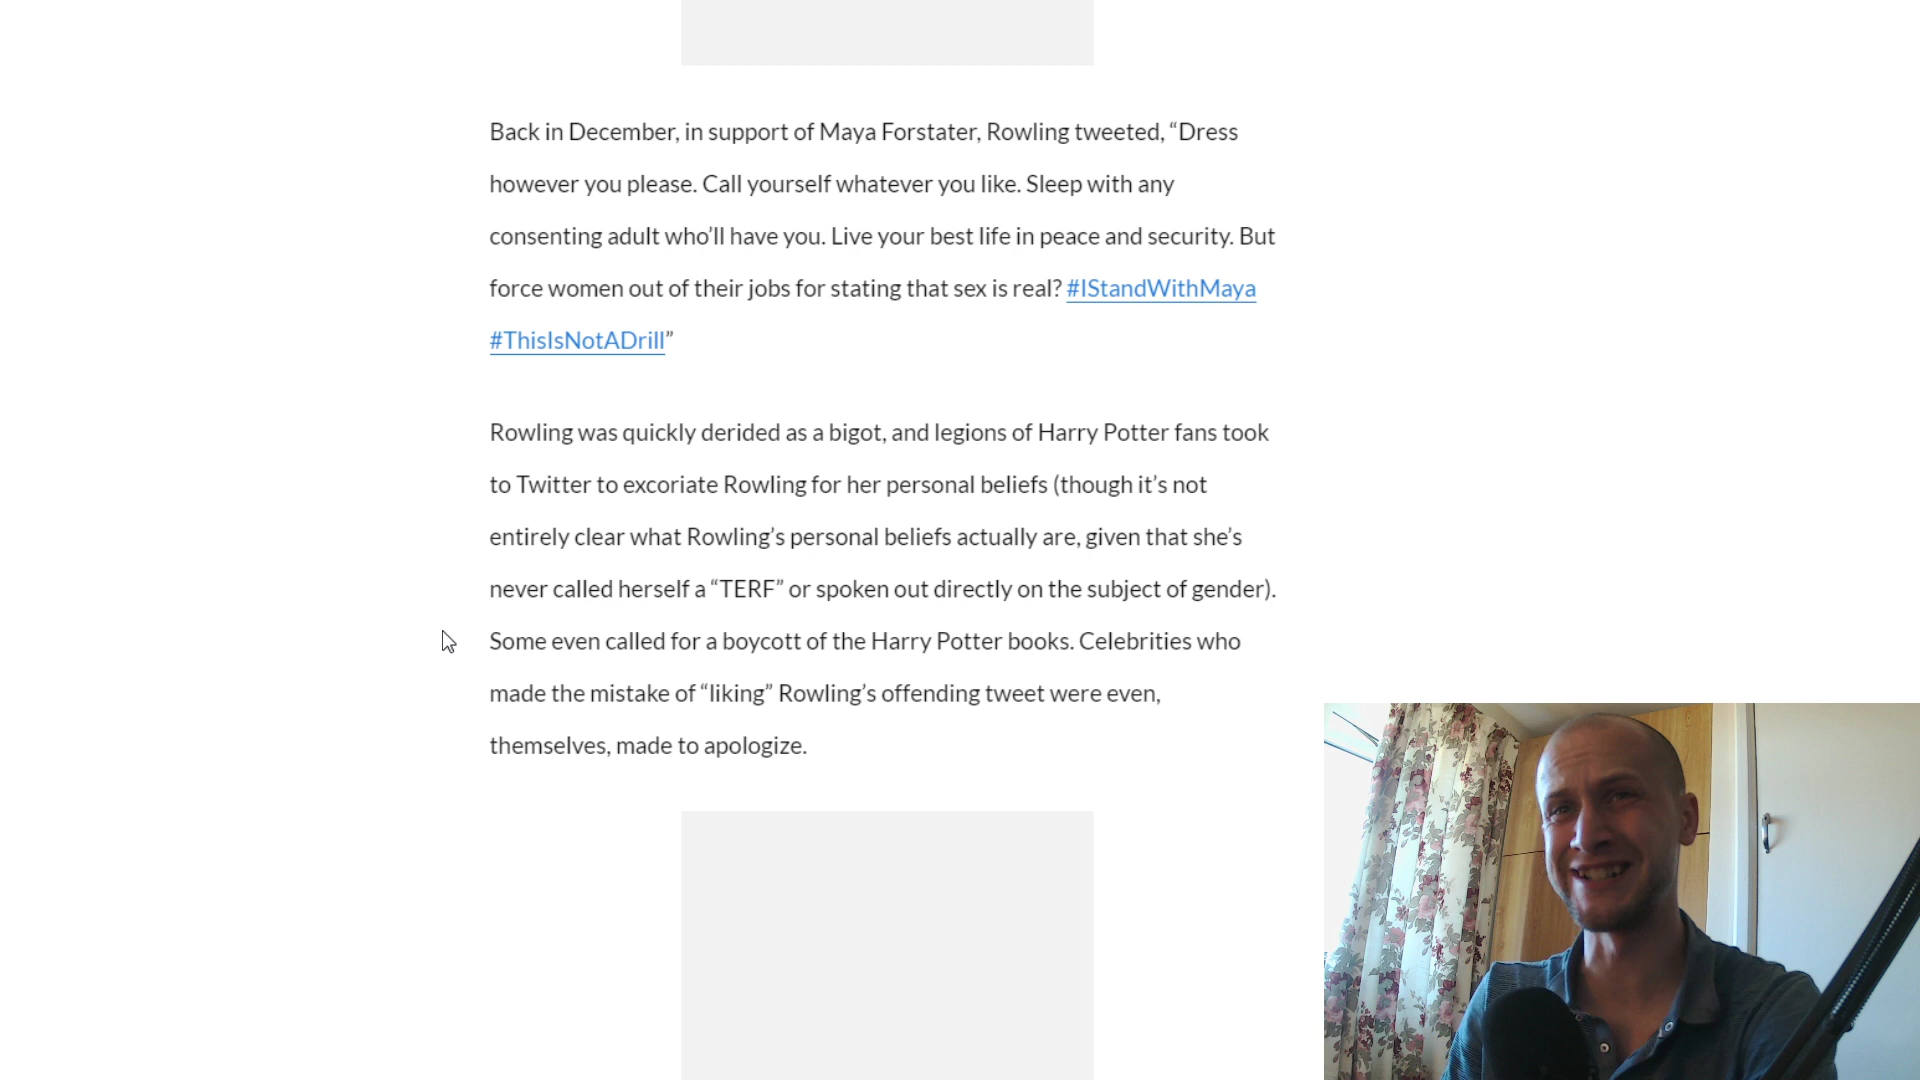 Back in December, in support of Maya Forstater, Rowling tweeted, “Dress
however you please. Call yourself whatever you like. Sleep with any
consenting adult who’ll have you. Live your best life in peace and security. But
force women out of their jobs for stating that sex is real? #IStandWithMaya
#ThisIsNotADrill”
Rowling was quickly derided as a bigot, and legions of Harry Potter fans took
to Twitter to excoriate Rowling for her personal beliefs (though it’s not
entirely clear what Rowling’s personal beliefs actually are, given that she’s
never called herself a “TERF” or spoken out directly on the subject of gender).
Some even called for a boycott of the Harry Potter books. Celebrities who
made the mistake of “liking” Rowling’s offending tweet were even,
themselves, made to apologize.